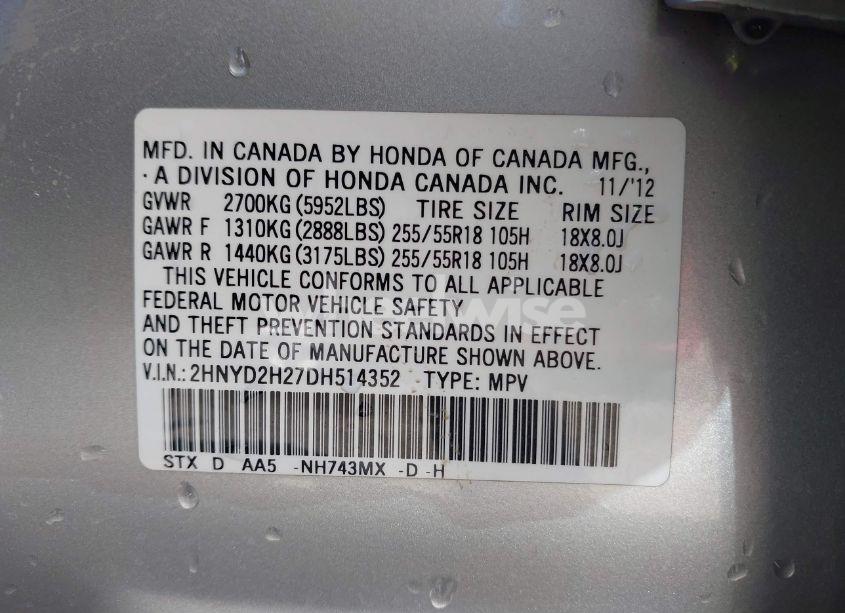 MFD. IN CANADA BY HONDA OF CANADA MFG.,
A DIVISION OF HONDA CANADA INC. 11/'12
GVWR 2700KG (5952LBS) TIRE SIZE RIM SIZE
GAWR F 1310KG (2888LBS) 255/55R18 105H 18X8.0J
GAWR R 1440KG (3175LBS) 255/55R18 105H 18X8.0J
THIS VEHICLE CONFORMS TO ALL APPLICABLE
FEDERAL MOTOR VEHICLE SAFETY
AND THEFT PREVENTION STANDARDS IN EFFECT
ON THE DATE OF MANUFACTURE SHOWN ABOVE.
V.I.N.: 2HNYD2H27DH514352 TYPE: MPV
STX D AA5 -NH743MX -D -H